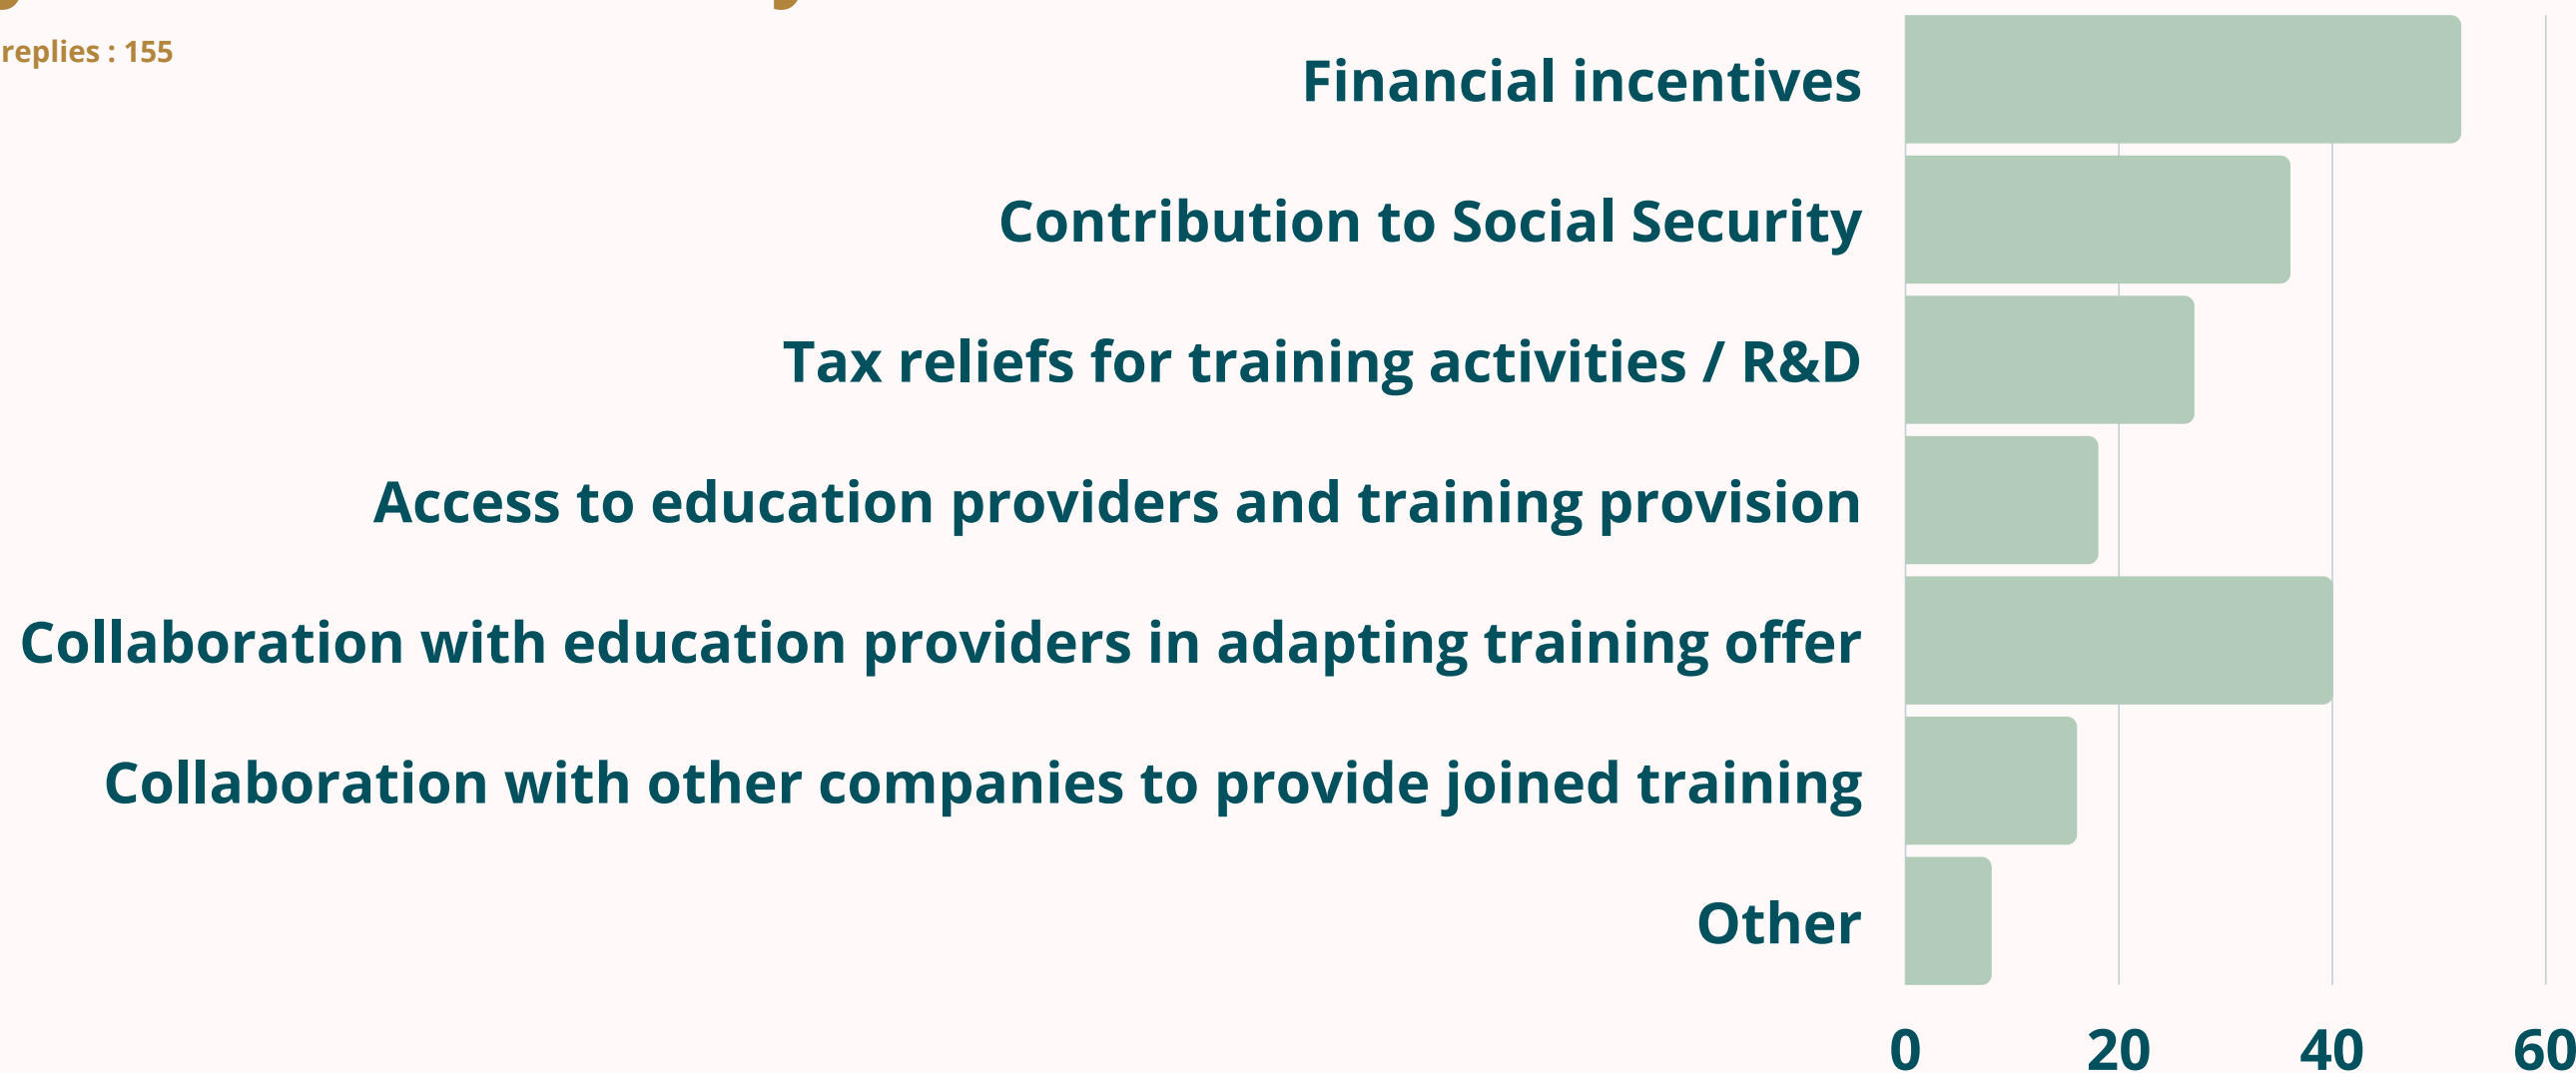 replies : 155
Financial incentives
Contribution to Social Security
Tax reliefs for training activities / R&D
Access to education providers and training provision
Collaboration with education providers in adapting training offer
Collaboration with other companies to provide joined training
Other
0 20 40 60